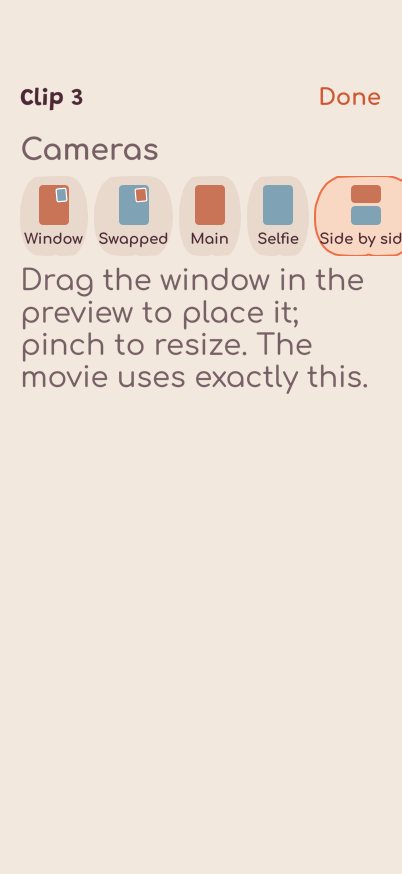 Clip 3
Done
Cameras
Window
Swapped
Main
Selfie
Side by sid
Drag the window in the
preview to place it;
pinch to resize. The
movie uses exactly this.